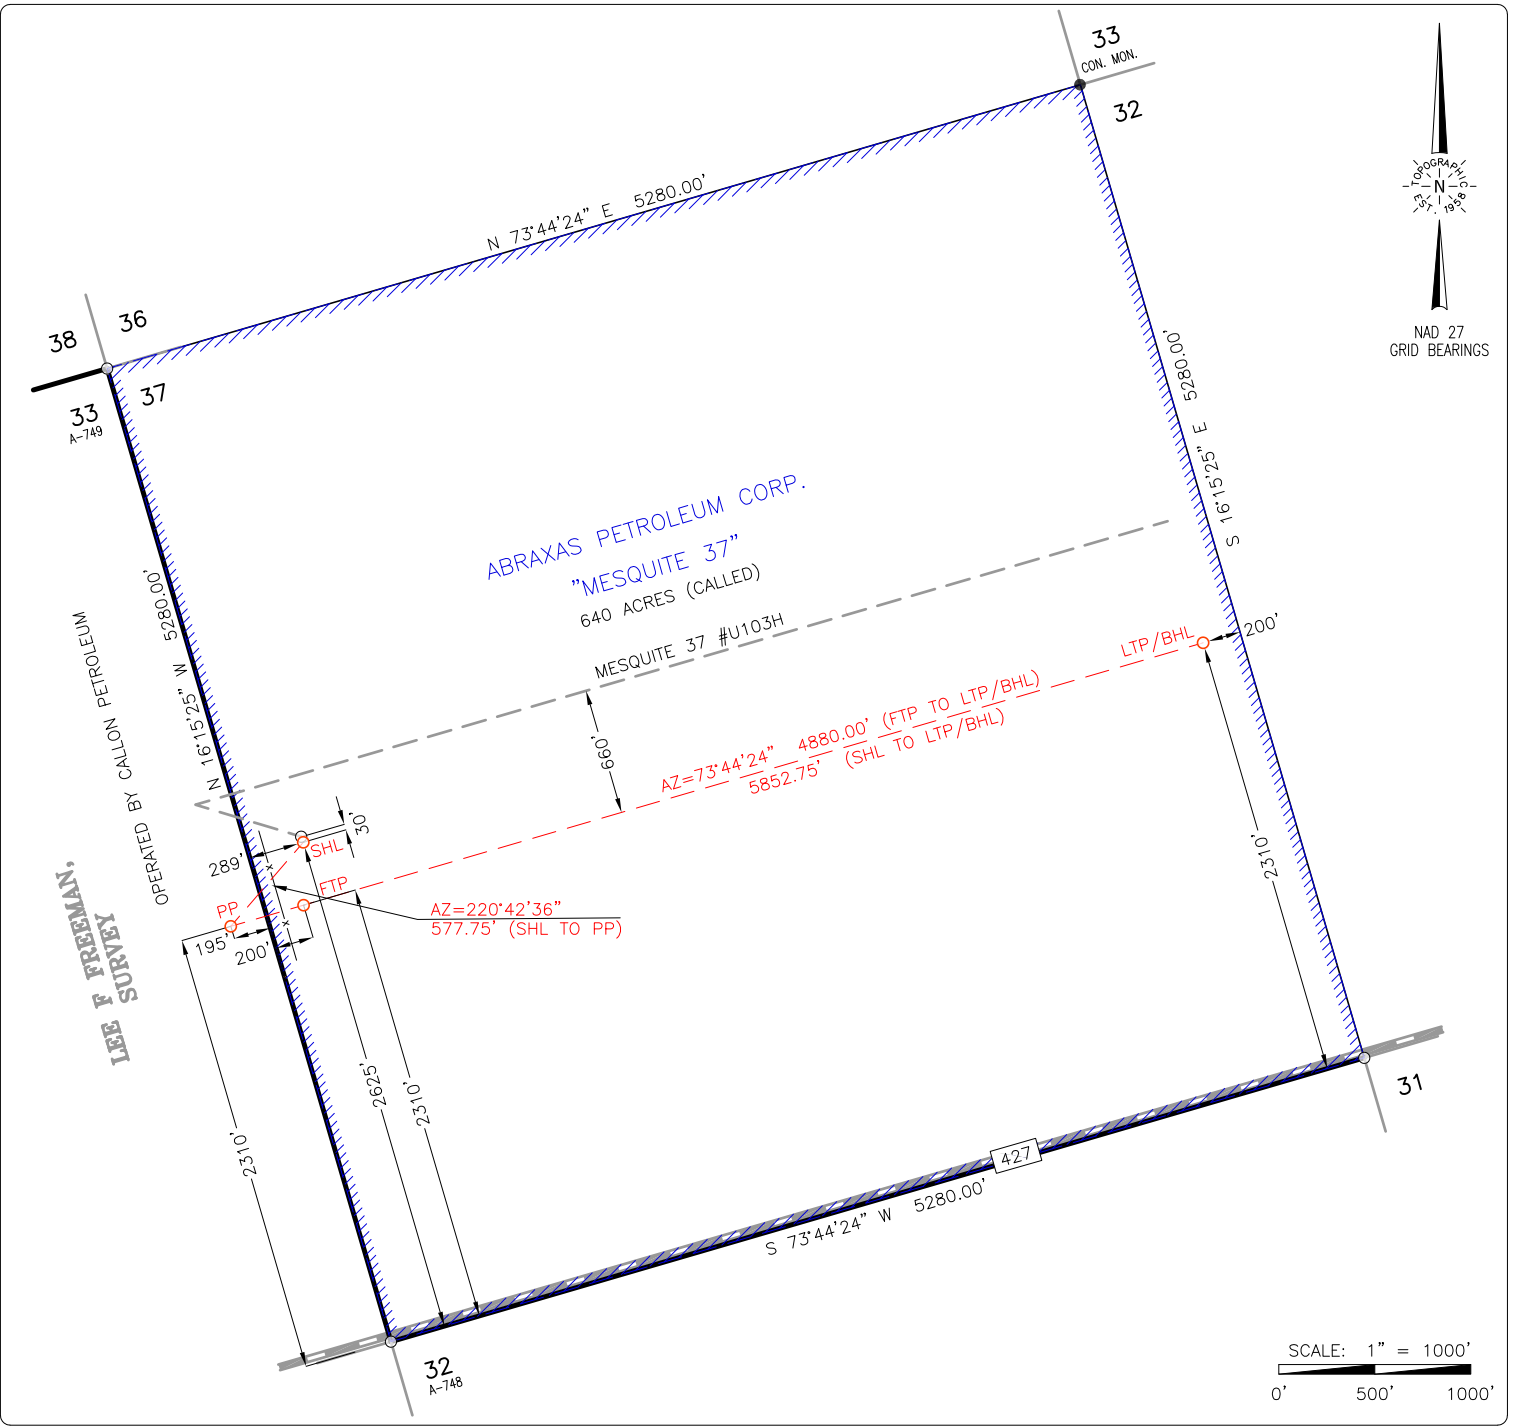 33
CON. MON.
32
TOPOGRAPHIC
N
EST. 1958
NAD 27
GRID BEARINGS
N 73°44'24" E 5280.00'
38
36
33
A-749
37
S 16°15'25" E 5280.00'
ABRAXAS PETROLEUM CORP.
"MESQUITE 37"
640 ACRES (CALLED)
MESQUITE 37 #U103H
N 16°15'25" W 5280.00'
OPERATED BY CALLON PETROLEUM
LEE F FREEMAN,
SURVEY
LTP/BHL
200'
660'
AZ=73°44'24" 4880.00' (FTP TO LTP/BHL)
5852.75' (SHL TO LTP/BHL)
30'
289'
SHL
FTP
PP
195'
200'
x
x
AZ=220°42'36"
577.75' (SHL TO PP)
2310'
2625'
2310'
2310'
427
S 73°44'24" W 5280.00'
31
32
A-748
SCALE: 1" = 1000'
0' 500' 1000'